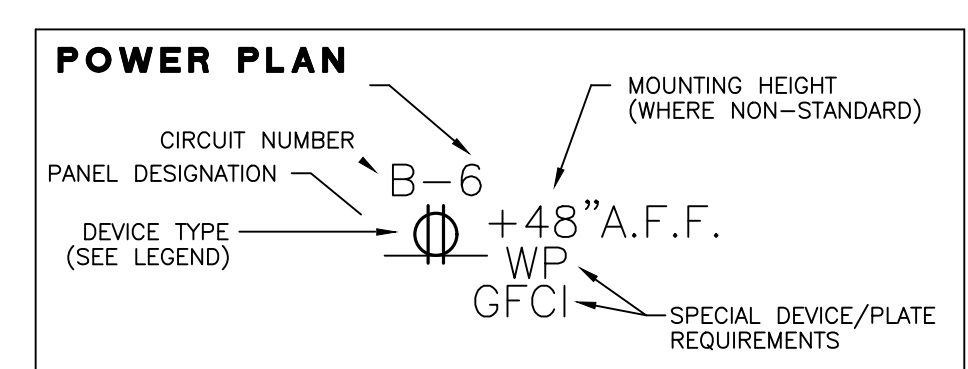 POWER PLAN
MOUNTING HEIGHT
(WHERE NON-STANDARD)
CIRCUIT NUMBER
PANEL DESIGNATION
B-6
DEVICE TYPE
(SEE LEGEND)
+48"A.F.F.
WP
GFCI
SPECIAL DEVICE/PLATE
REQUIREMENTS